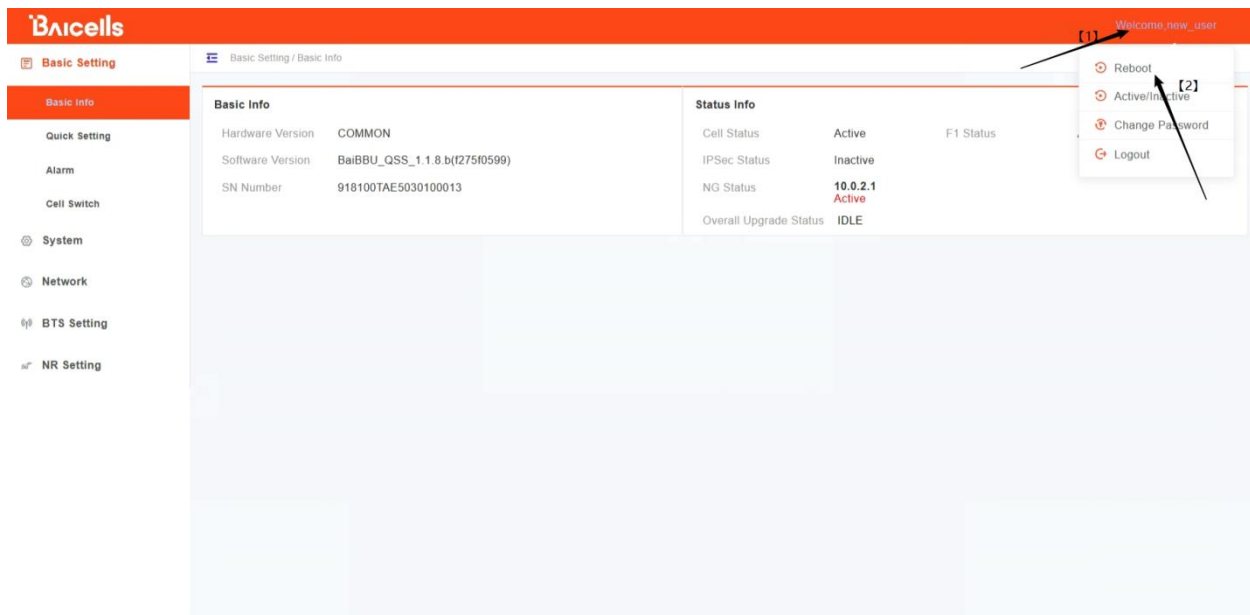 Baicells
Welcome,new_user
【1】
Basic Setting
Basic Info
Quick Setting
Alarm
Cell Switch
System
Network
BTS Setting
NR Setting
Basic Setting / Basic Info
Basic Info
Hardware Version COMMON
Software Version BaiBBU_QSS_1.1.8.b(f275f0599)
SN Number 918100TAE5030100013
Status Info
Cell Status Active F1 Status
IPSec Status Inactive
NG Status 10.0.2.1
Active
Overall Upgrade Status IDLE
Reboot
【2】
Active/Inactive
Change Password
Logout